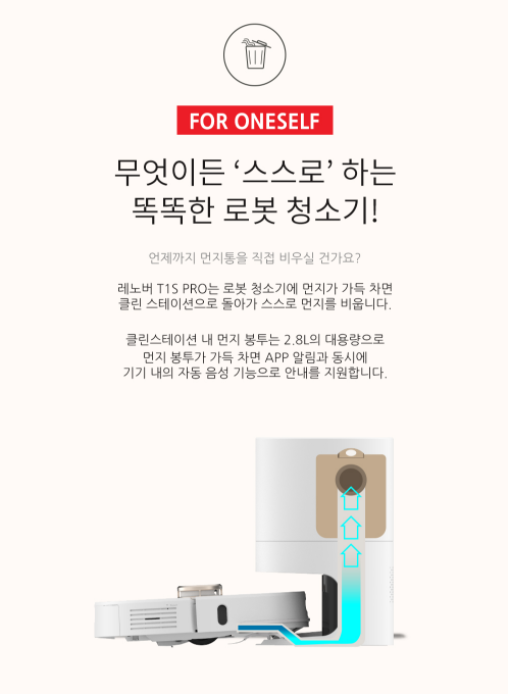 FOR ONESELF
무엇이든 ‘스스로’ 하는
똑똑한 로봇 청소기!
언제까지 먼지통을 직접 비우실 건가요?
레노버 T1S PRO는 로봇 청소기에 먼지가 가득 차면
클린 스테이션으로 돌아가 스스로 먼지를 비웁니다.
클린스테이션 내 먼지 봉투는 2.8L의 대용량으로
먼지 봉투가 가득 차면 APP 알림과 동시에
기기 내의 자동 음성 기능으로 안내를 지원합니다.